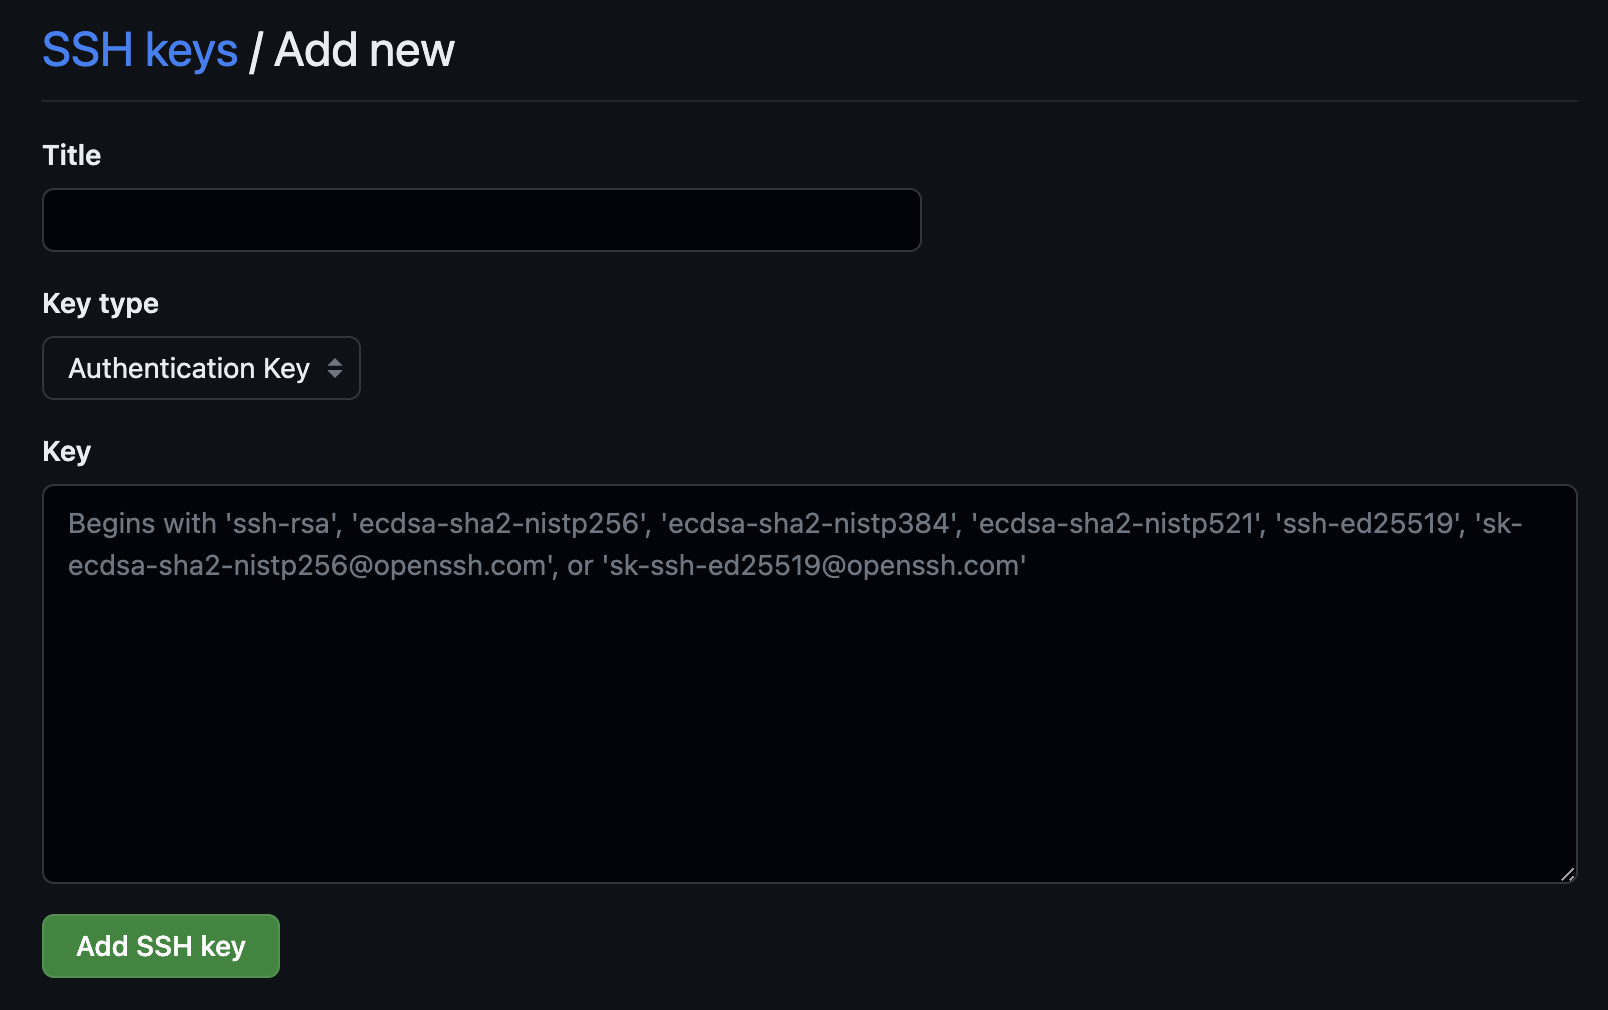 SSH keys / Add new
Title
Key type
Authentication Key
Key
Begins with 'ssh-rsa', 'ecdsa-sha2-nistp256', 'ecdsa-sha2-nistp384', 'ecdsa-sha2-nistp521', 'ssh-ed25519', 'sk-
ecdsa-sha2-nistp256@openssh.com', or 'sk-ssh-ed25519@openssh.com'
Add SSH key